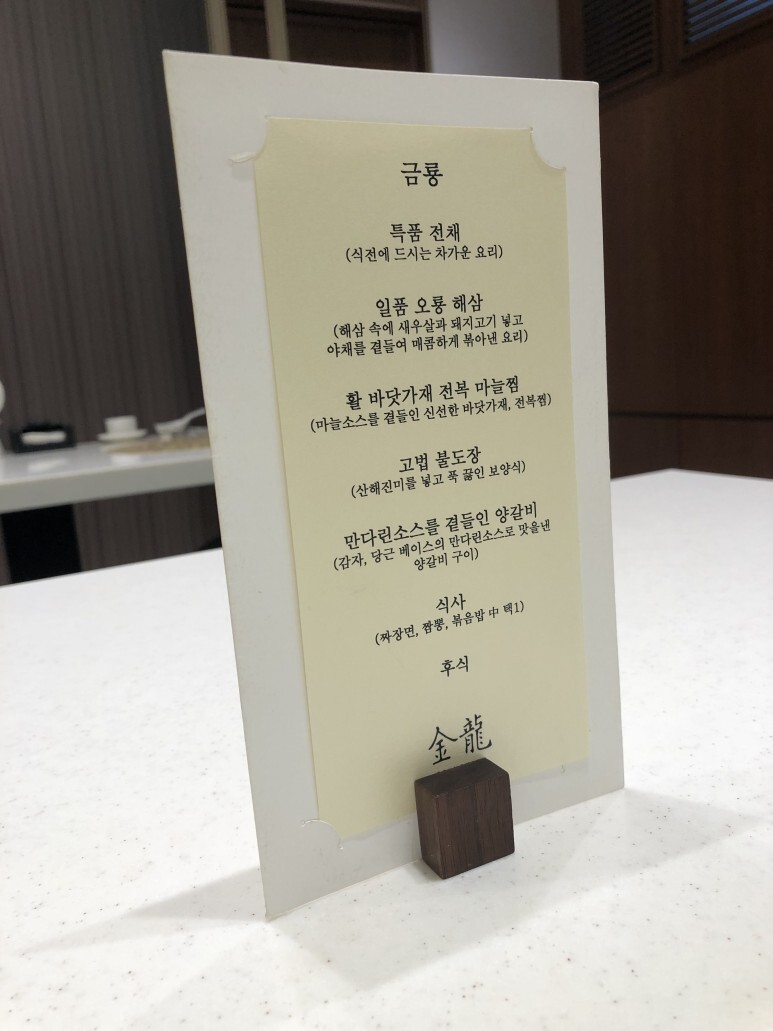 금룡
특품 전채
(식전에 드시는 차가운 요리)
일품 오룡 해삼
(해삼 속에 새우살과 돼지고기 넣고
야채를 곁들여 매콤하게 볶아낸 요리)
활 바닷가재 전복 마늘찜
(마늘소스를 곁들인 신선한 바닷가재, 전복찜)
고법 불도장
(산해진미를 넣고 푹 끓인 보양식)
만다린소스를 곁들인 양갈비
(감자, 당근 베이스의 만다린소스로 맛을낸
양갈비 구이)
식사
(짜장면, 짬뽕, 볶음밥 中 택1)
후식
金龍